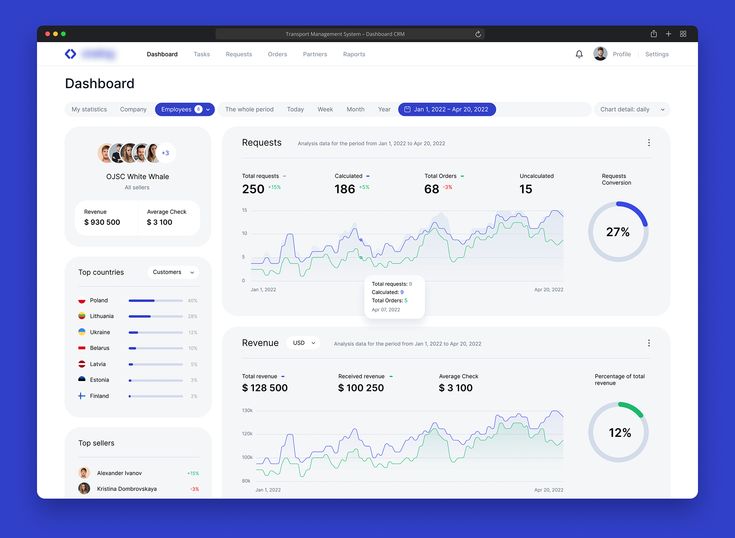 Transport Management System – Dashboard CRM
Dashboard Tasks Requests Orders Partners Raports Profile Settings
Dashboard
My statistics Company Employees 8 The whole period Today Week Month Year Jan 1, 2022 – Apr 20, 2022 Chart detail: daily
+3
OJSC White Whale
All sellers
Revenue Average Check
$ 930 500 $ 3 100
Top countries Customers
Poland 40%
Lithuania 28%
Ukraine 12%
Belarus 10%
Latvia 5%
Estonia 3%
Finland 2%
Top sellers
Alexander Ivanov +15%
Kristina Dombrovskaya -3%
Requests Analysis data for the period from Jan 1, 2022 to Apr 20, 2022
Total requests Calculated Total Orders Uncalculated
250 +15% 186 +5% 68 -3% 15
Requests
Conversion
27%
15
10
5
0
Jan 1, 2022 Apr 20, 2022
Total requests:
Calculated: 9
Total Orders: 5
Apr 07, 2022
Revenue USD Analysis data for the period from Jan 1, 2022 to Apr 20, 2022
Total revenue Received revenue Average Check
$ 128 500 $ 100 250 $ 3 100
Percentage of total
revenue
12%
130k
120k
100k
80k
Jan 1, 2022 Apr 20, 2022